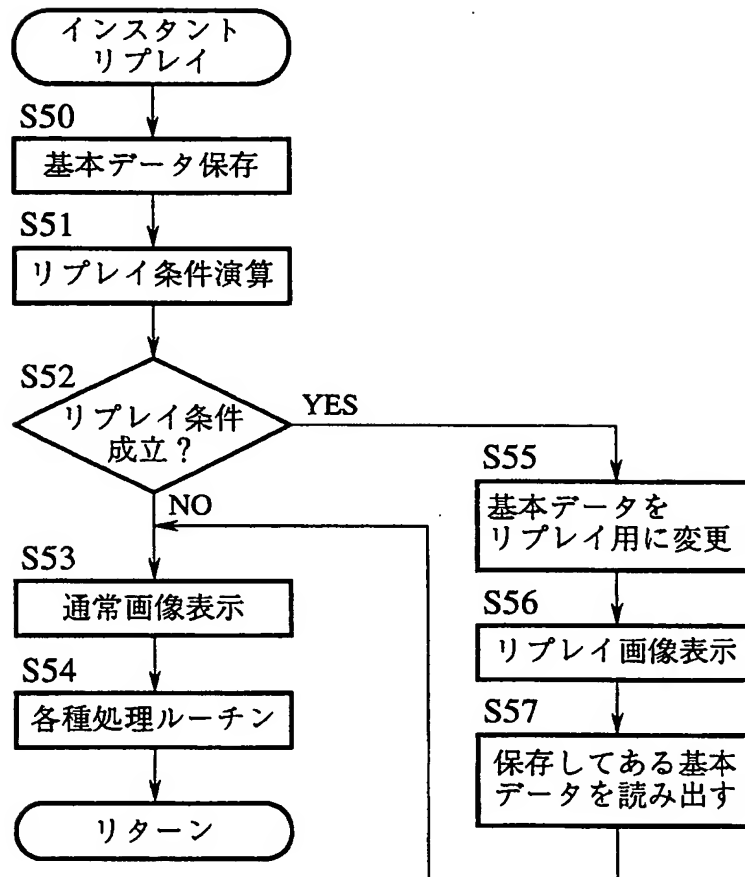 インスタント
リプレイ
S50
基本データ保存
S51
リプレイ条件演算
S52
リプレイ条件
成立?
YES
NO
S53
通常画像表示
S54
各種処理ルーチン
リターン
S55
基本データを
リプレイ用に変更
S56
リプレイ画像表示
S57
保存してある基本
データを読み出す